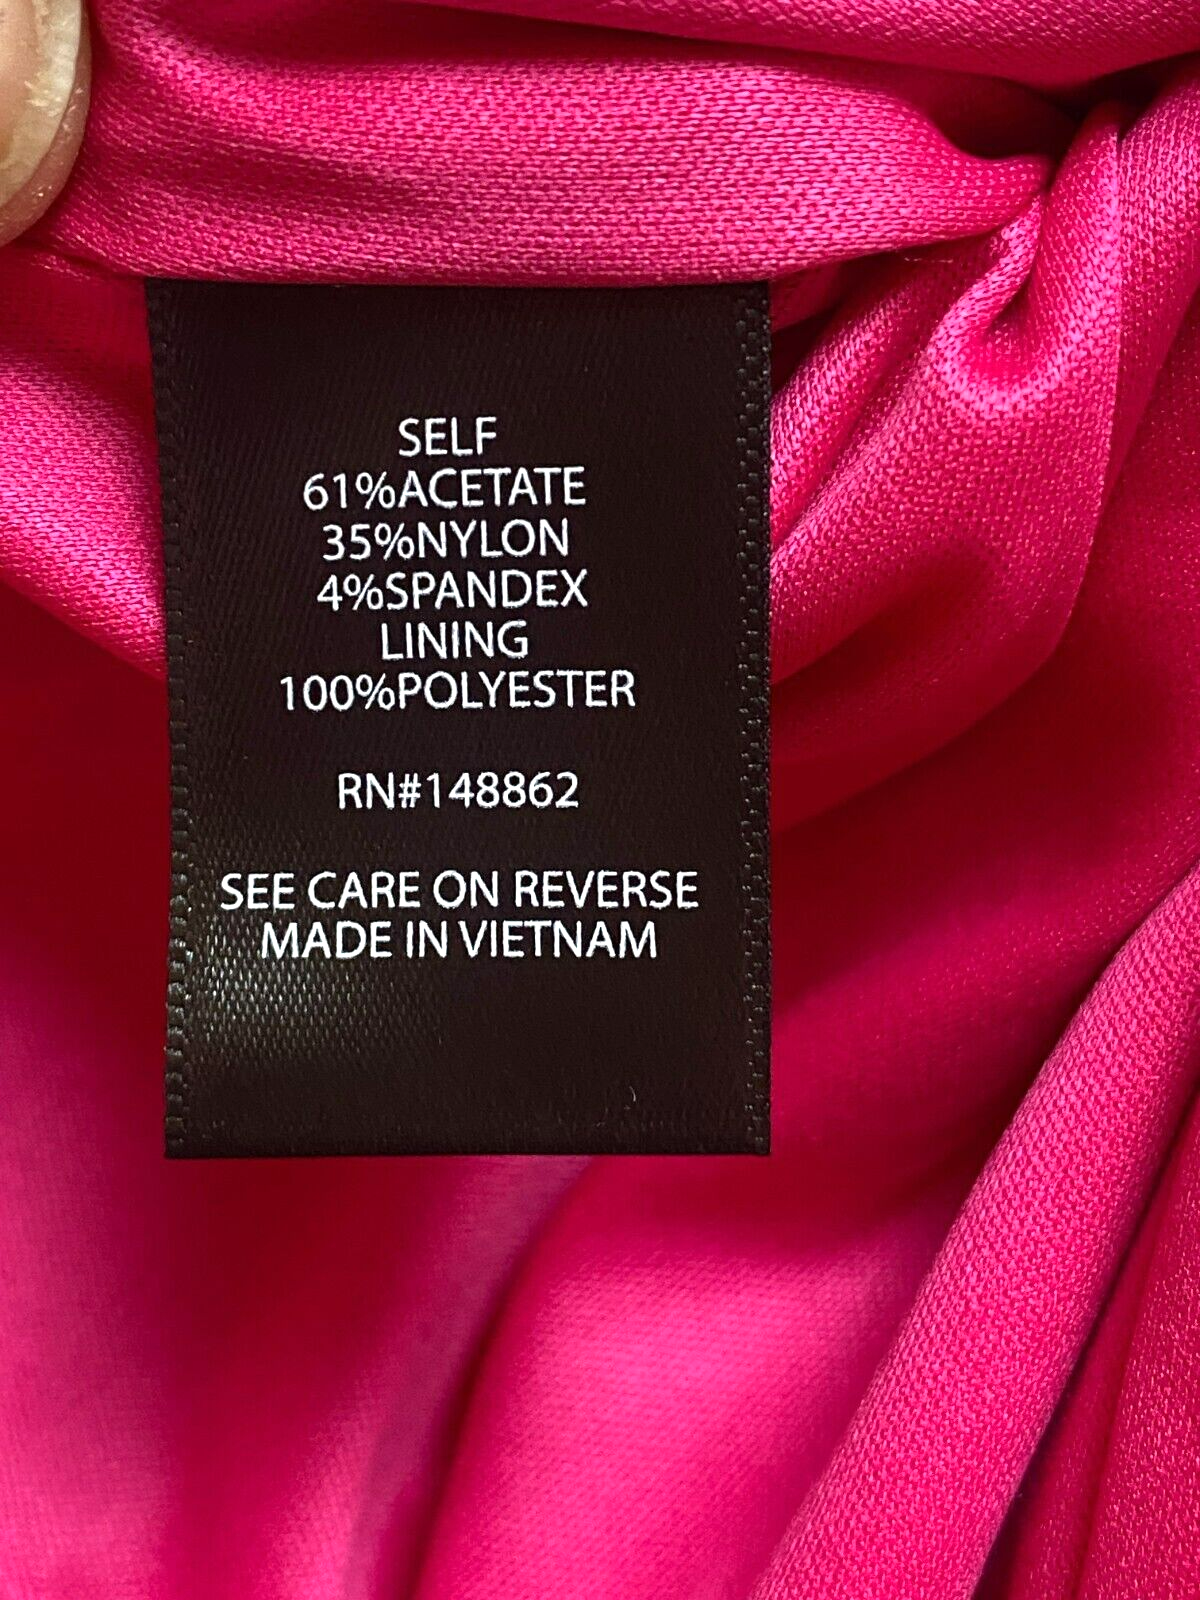 SELF
61%ACETATE
35%NYLON
4%SPANDEX
LINING
100%POLYESTER
RN#148862
SEE CARE ON REVERSE
MADE IN VIETNAM